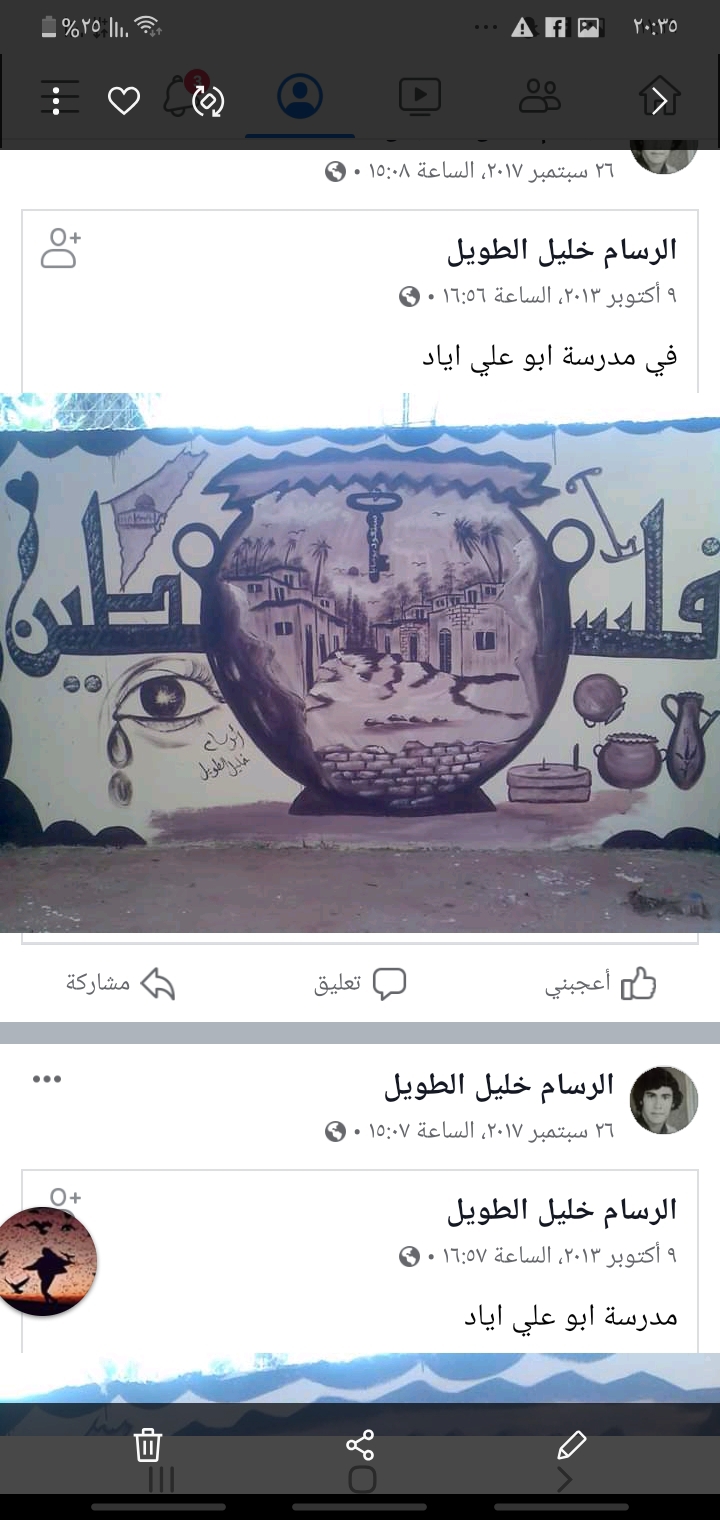 ٢٠:٣٥
%٢٥
3
٢٦ سبتمبر ٢٠١٧، الساعة ١٥:٠٨
الرسام خليل الطويل
٩ أكتوبر ٢٠١٣، الساعة ١٦:٥٦
في مدرسة ابو علي اياد
فلسطين
الرسام
خليل الطويل
أعجبني
تعليق
مشاركة
الرسام خليل الطويل
٢٦ سبتمبر ٢٠١٧، الساعة ١٥:٠٧
الرسام خليل الطويل
٩ أكتوبر ٢٠١٣، الساعة ١٦:٥٧
مدرسة ابو علي اياد